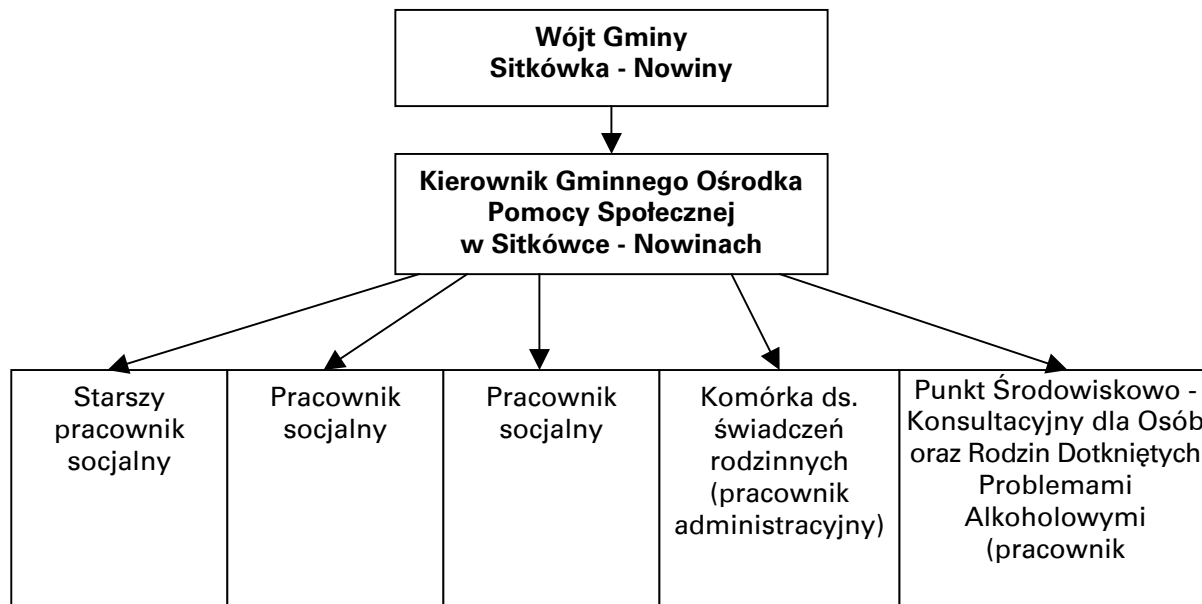 Wójt Gminy
Sitkówka - Nowiny
Kierownik Gminnego Ośrodka
Pomocy Społecznej
w Sitkówce - Nowinach
Starszy
pracownik
socjalny
Pracownik
socjalny
Pracownik
socjalny
Komórka ds.
świadczeń
rodzinnych
(pracownik
administracyjny)
Punkt Środowiskowo -
Konsultacyjny dla Osób
oraz Rodzin Dotkniętych
Problemami
Alkoholowymi
(pracownik